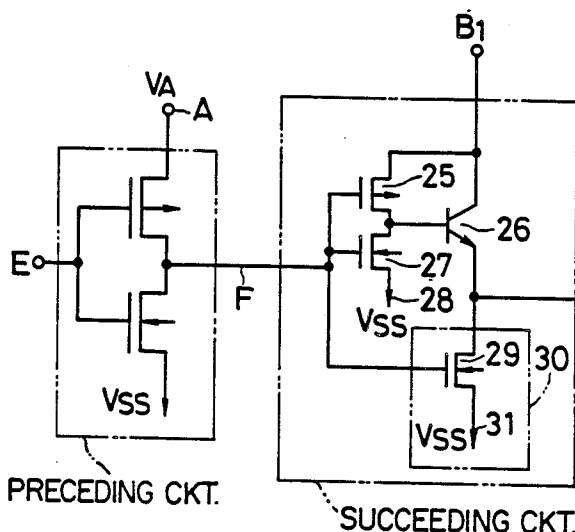 B1
VA
A
25
26
E
F
27
28
VSS
29
30
VSS
31
VSS
PRECEDING CKT.
SUCCEEDING CKT.